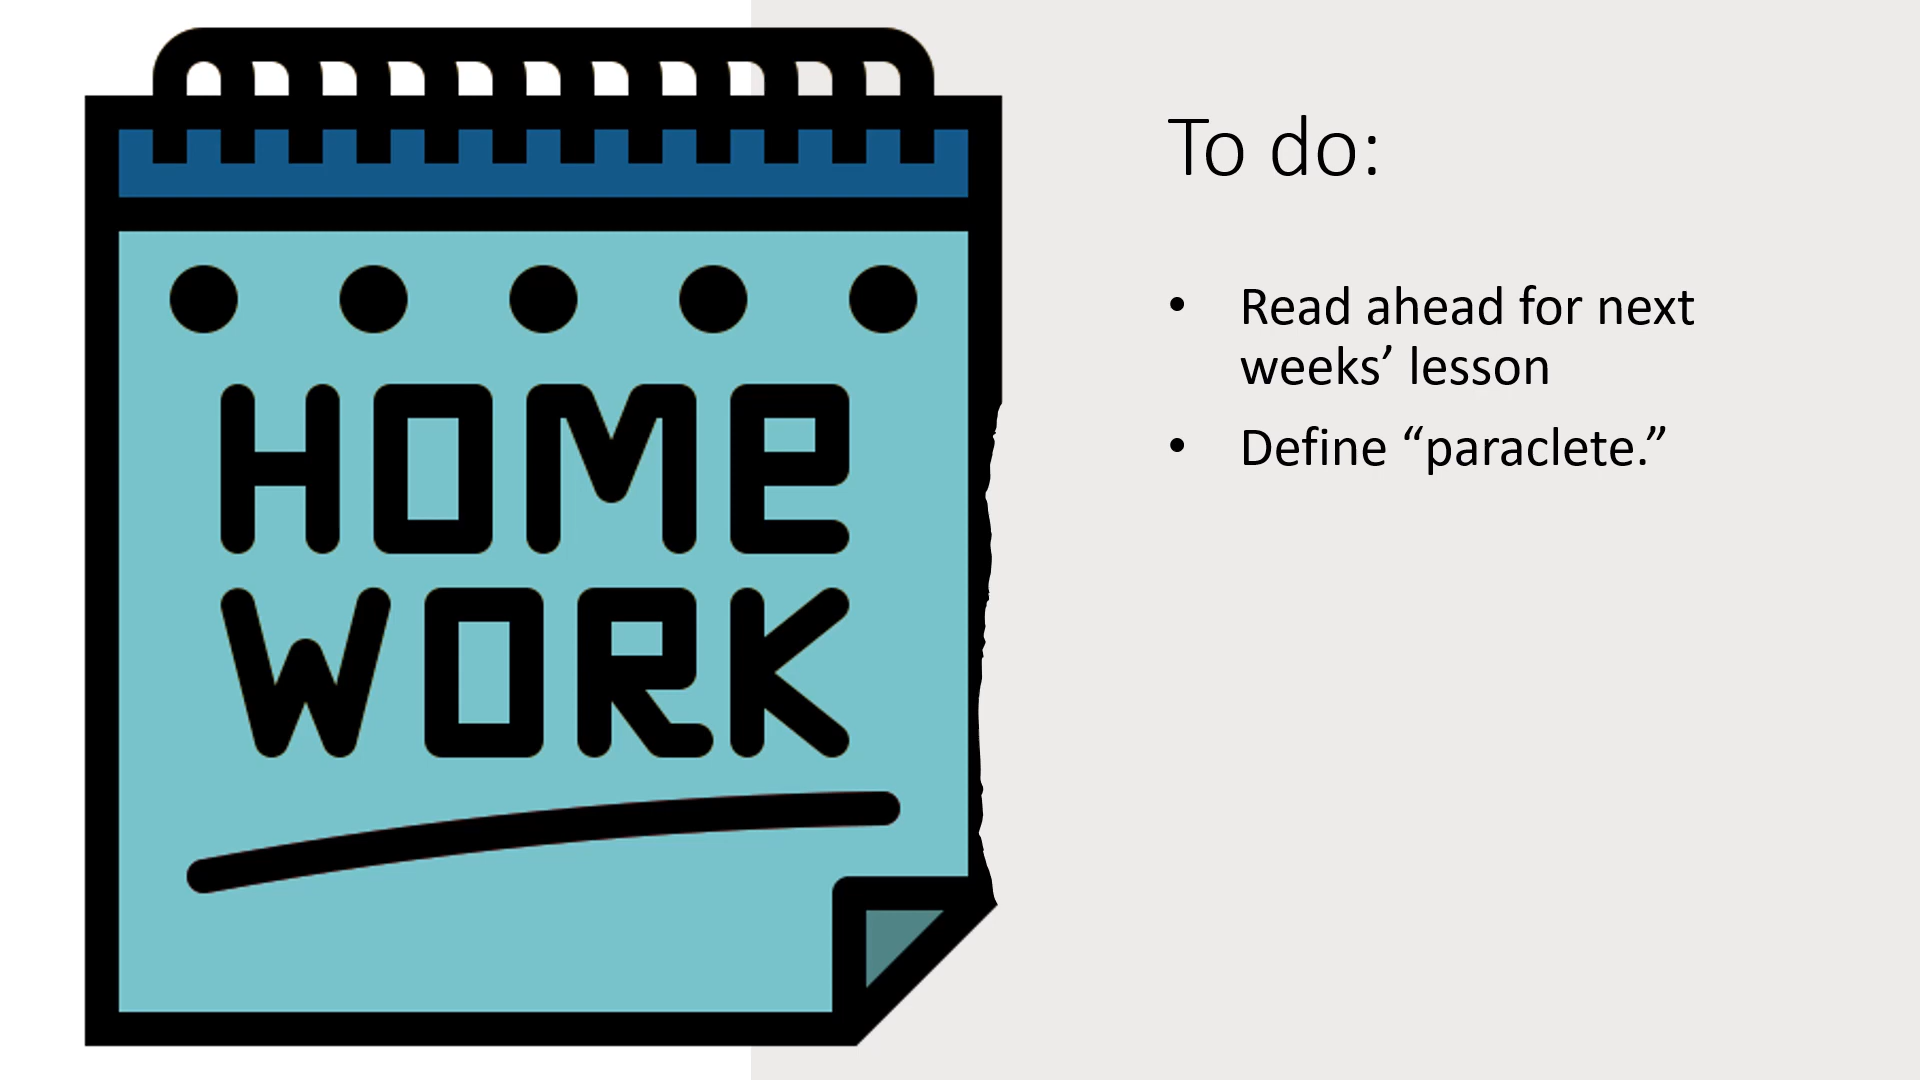 HOME
WORK
To do:
• Read ahead for next
weeks’ lesson
• Define “paraclete.”